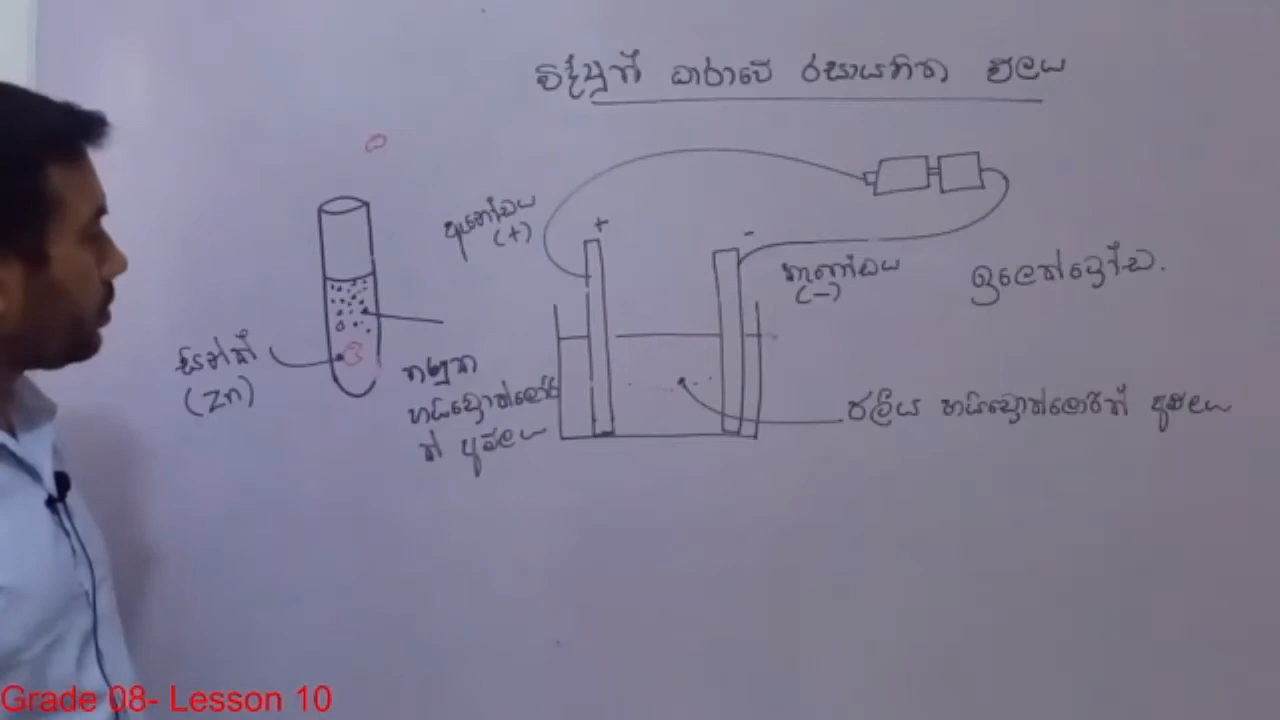 විද්යුත් ධාරාවේ රසායනික ඵලය
ඇනෝඩය
(+)
+
-
කැතෝඩය
(-)
ඉලෙක්ට්‍රෝඩ.
සින්ක්
(Zn)
තනුක
හයිඩ්‍රොක්ලෝරි
ක් අම්ලය
ජලීය හයිඩ්‍රොක්ලොරික් අම්ලය
Grade 08- Lesson 10